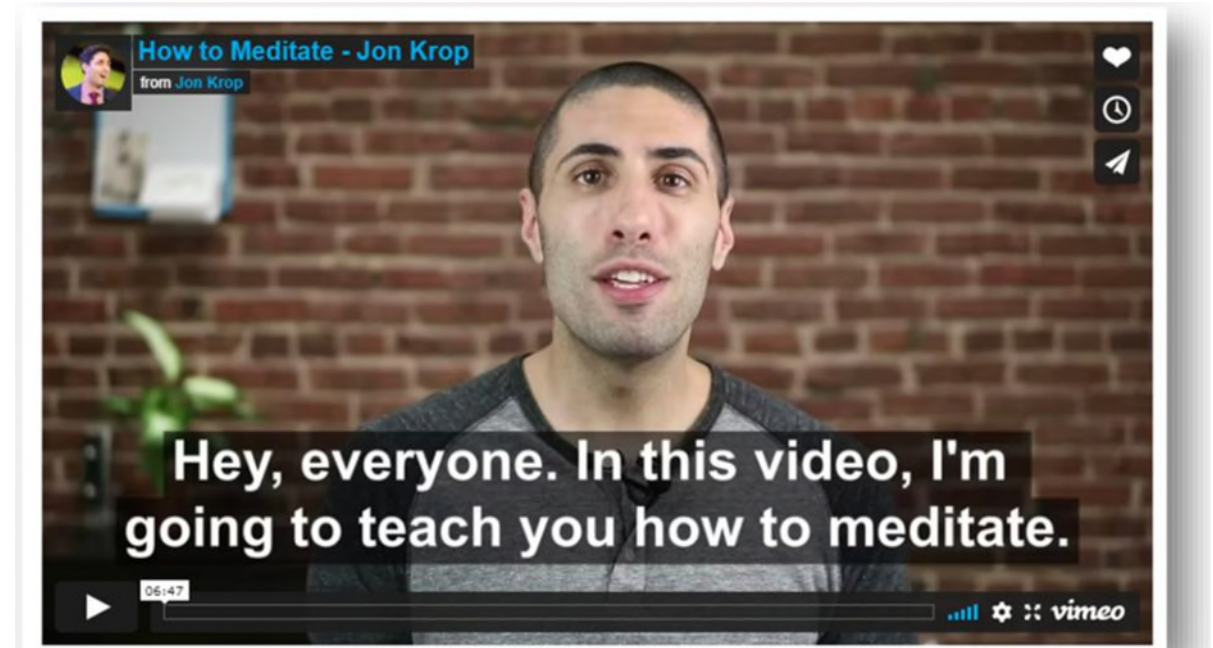 How to Meditate - Jon Krop
from Jon Krop
Hey, everyone. In this video, I'm
going to teach you how to meditate.
06:47
vimeo